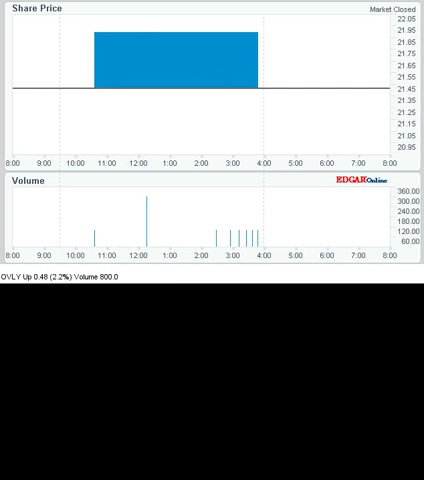 Share Price
Market Closed
22.05
21.95
21.85
21.75
21.65
21.55
21.45
21.35
21.25
21.15
21.05
20.95
8:00 9:00 10:00 11:00 12:00 1:00 2:00 3:00 4:00 5:00 6:00 7:00 8:00
Volume
EDGAR Online
360.00
300.00
240.00
180.00
120.00
60.00
8:00 9:00 10:00 11:00 12:00 1:00 2:00 3:00 4:00 5:00 6:00 7:00 8:00
OVLY Up 0.48 (2.2%) Volume 800.0